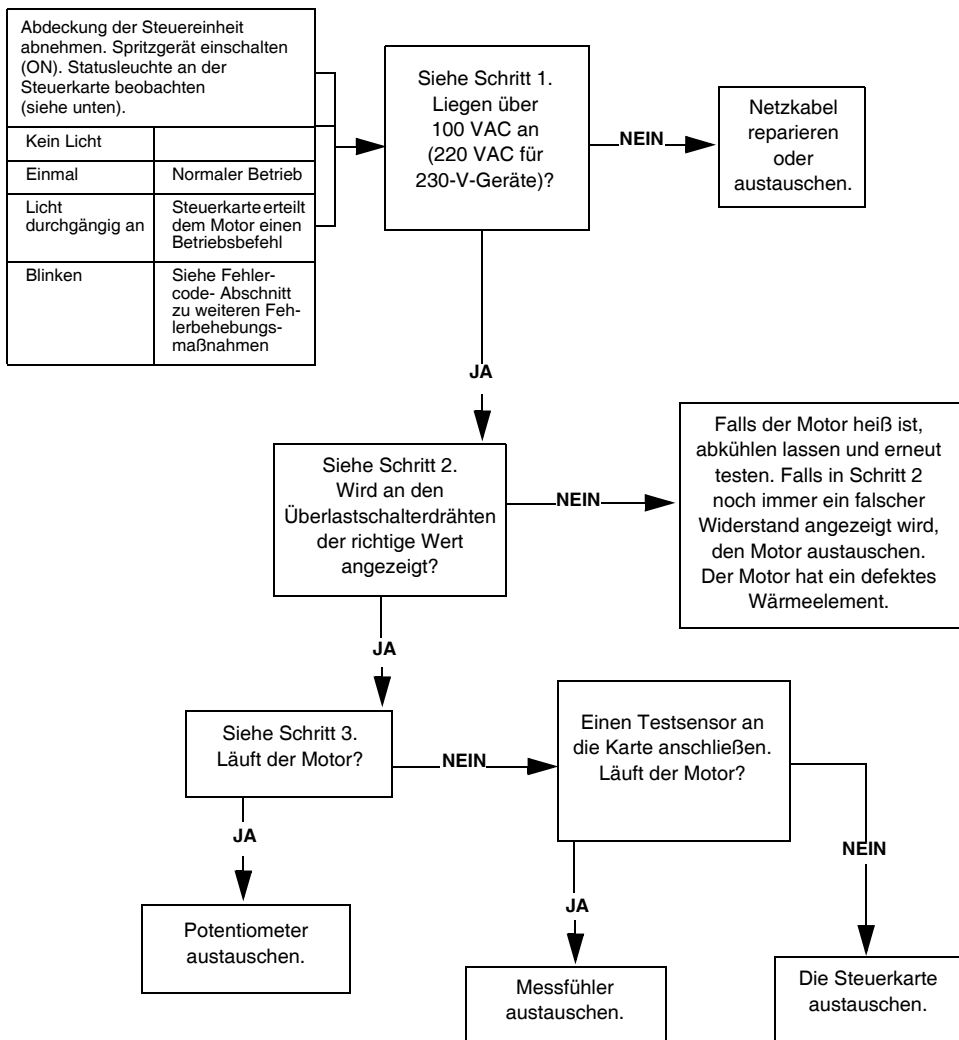 Abdeckung der Steuereinheit
abnehmen. Spritzgerät einschalten
(ON). Statusleuchte an der
Steuerkarte beobachten
(siehe unten).
Kein Licht
Einmal
Normaler Betrieb
Licht
durchgängig an
Steuerkarte erteilt
dem Motor einen
Betriebsbefehl
Blinken
Siehe Fehler-
code- Abschnitt
zu weiteren Feh-
lerbehebungs-
maßnahmen
Siehe Schritt 1.
Liegen über
100 VAC an
(220 VAC für
230-V-Geräte)?
NEIN
Netzkabel
reparieren
oder
austauschen.
JA
Siehe Schritt 2.
Wird an den
Überlastschalterdrähten
der richtige Wert
angezeigt?
NEIN
Falls der Motor heiß ist,
abkühlen lassen und erneut
testen. Falls in Schritt 2
noch immer ein falscher
Widerstand angezeigt wird,
den Motor austauschen.
Der Motor hat ein defektes
Wärmeelement.
JA
Siehe Schritt 3.
Läuft der Motor?
NEIN
Einen Testsensor an
die Karte anschließen.
Läuft der Motor?
JA
NEIN
JA
Potentiometer
austauschen.
Messfühler
austauschen.
Die Steuerkarte
austauschen.